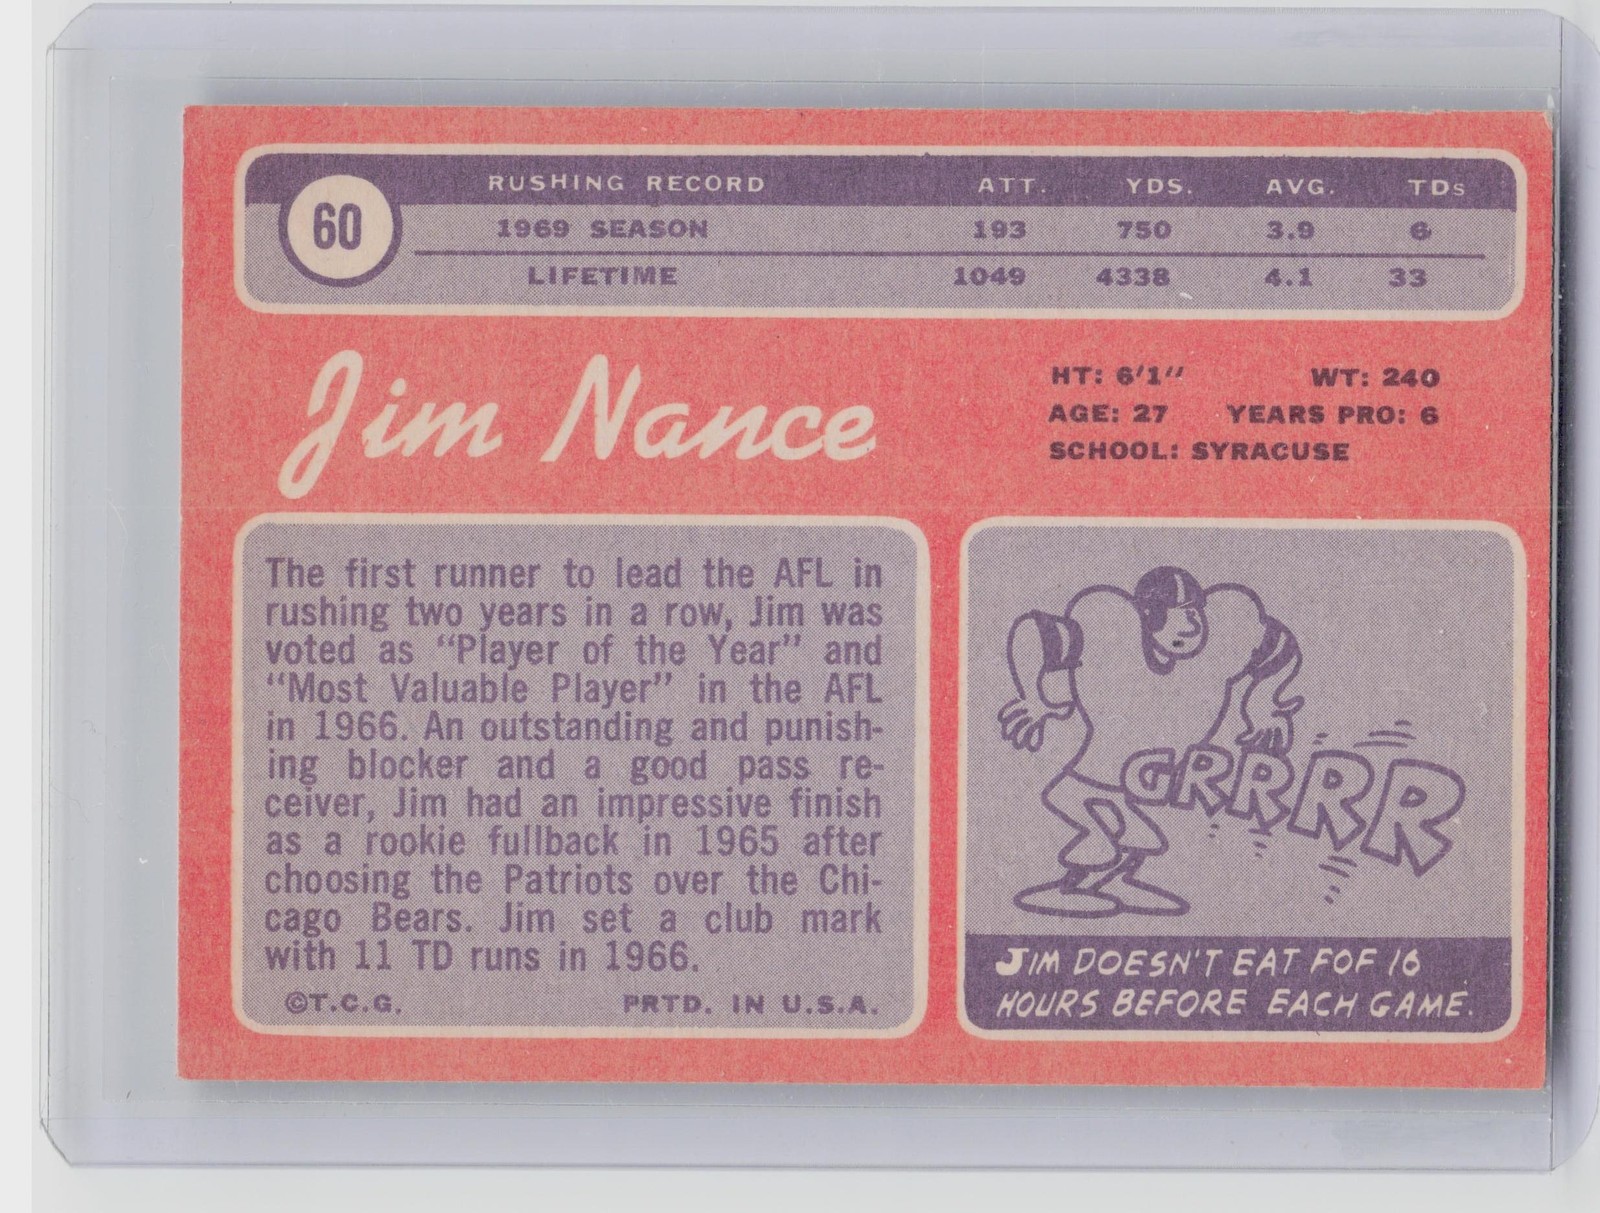 60
RUSHING RECORD ATT. YDS. AVG. TDs
1969 SEASON 193 750 3.9 6
LIFETIME 1049 4338 4.1 33
Jim Nance
HT: 6'1" WT: 240
AGE: 27 YEARS PRO: 6
SCHOOL: SYRACUSE
The first runner to lead the AFL in
rushing two years in a row, Jim was
voted as "Player of the Year" and
"Most Valuable Player" in the AFL
in 1966. An outstanding and punish-
ing blocker and a good pass re-
ceiver, Jim had an impressive finish
as a rookie fullback in 1965 after
choosing the Patriots over the Chi-
cago Bears. Jim set a club mark
with 11 TD runs in 1966.
©T.C.G. PRTD. IN U.S.A.
GRRRR
JIM DOESN'T EAT FOF 16
HOURS BEFORE EACH GAME.